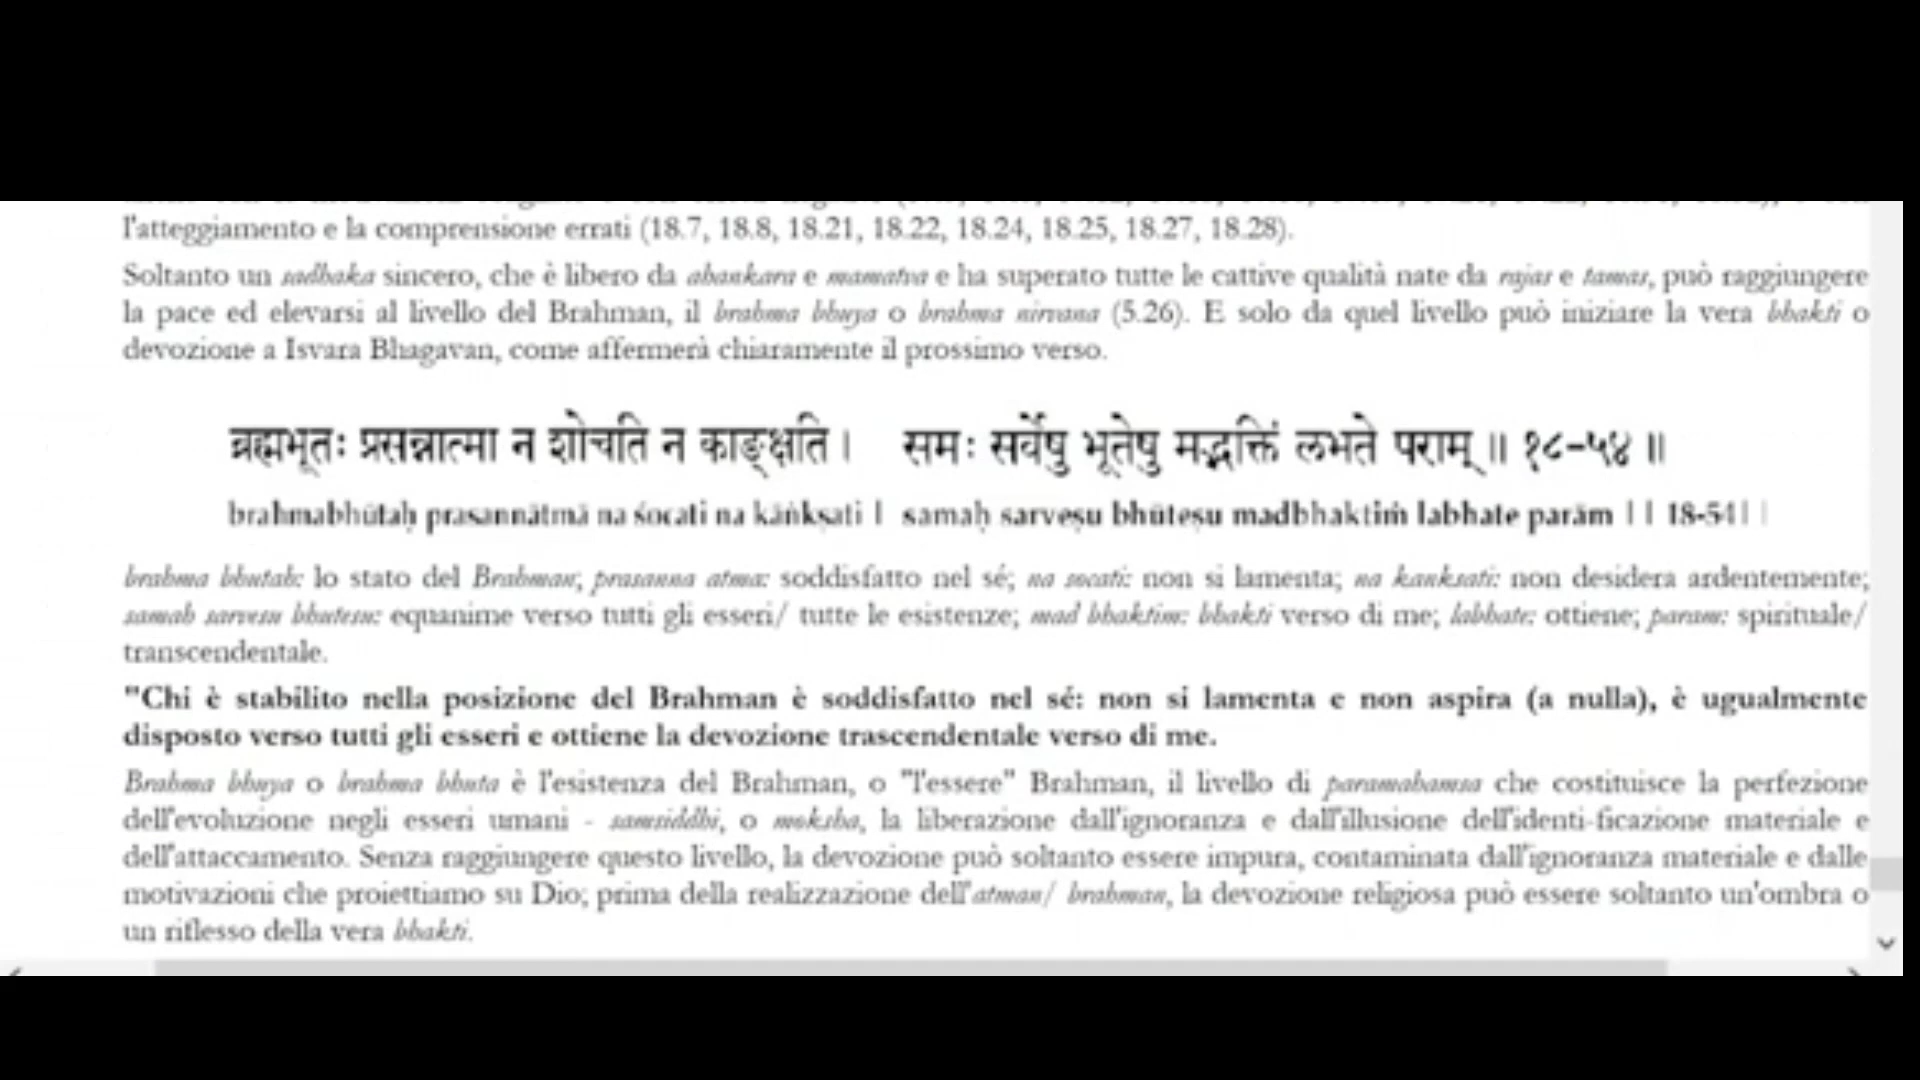 l'atteggiamento e la comprensione errati (18.7, 18.8, 18.21, 18.22, 18.24, 18.25, 18.27, 18.28).
Soltanto un sadhaka sincero, che è libero da ahankara e mamatva e ha superato tutte le cattive qualità nate da rajas e tamas, può raggiungere
la pace ed elevarsi al livello del Brahman, il brahma bhuya o brahma nirvana (5.26). E solo da quel livello può iniziare la vera bhakti o
devozione a Isvara Bhagavan, come affermerà chiaramente il prossimo verso.
ब्रह्मभूतः प्रसन्नात्मा न शोचति न काङ्क्षति । समः सर्वेषु भूतेषु मद्भक्तिं लभते पराम् ॥ १८-५४ ॥
brahmabhūtaḥ prasannātmā na śocati na kāṅkṣati | samaḥ sarveṣu bhūteṣu madbhaktiṁ labhate parām | | 18-54| |
brahma bhutah: lo stato del Brahman; prasanna atma: soddisfatto nel sé; na socati: non si lamenta; na kanksati: non desidera ardentemente;
samah sarvesu bhutesu: equanime verso tutti gli esseri/ tutte le esistenze; mad bhaktim: bhakti verso di me; labhate: ottiene; param: spirituale/
transcendentale.
"Chi è stabilito nella posizione del Brahman è soddisfatto nel sé: non si lamenta e non aspira (a nulla), è ugualmente
disposto verso tutti gli esseri e ottiene la devozione trascendentale verso di me.
Brahma bhuya o brahma bhuta è l'esistenza del Brahman, o "l'essere" Brahman, il livello di paramahamsa che costituisce la perfezione
dell'evoluzione negli esseri umani - samsiddhi, o moksha, la liberazione dall'ignoranza e dall'illusione dell'identi-ficazione materiale e
dell'attaccamento. Senza raggiungere questo livello, la devozione può soltanto essere impura, contaminata dall'ignoranza materiale e dalle
motivazioni che proiettiamo su Dio; prima della realizzazione dell'atman/ brahman, la devozione religiosa può essere soltanto un'ombra o
un riflesso della vera bhakti.